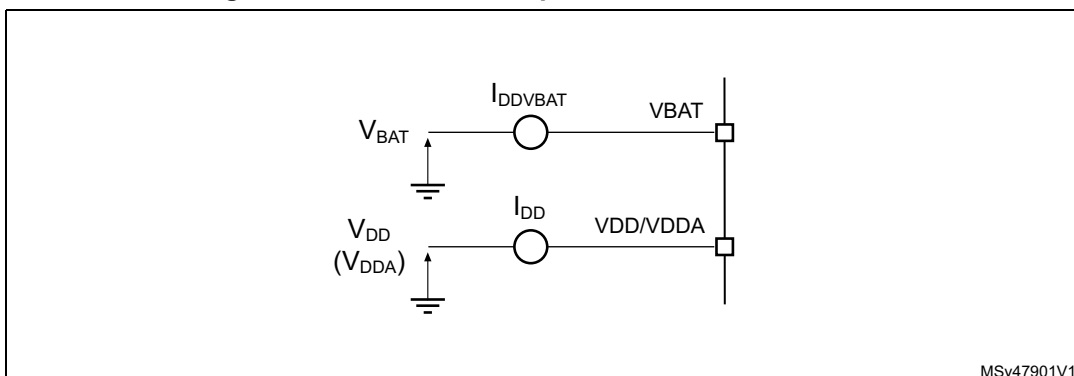 I_DDVBAT
VBAT
V_BAT
I_DD
VDD/VDDA
V_DD
(V_DDA)
MSv47901V1